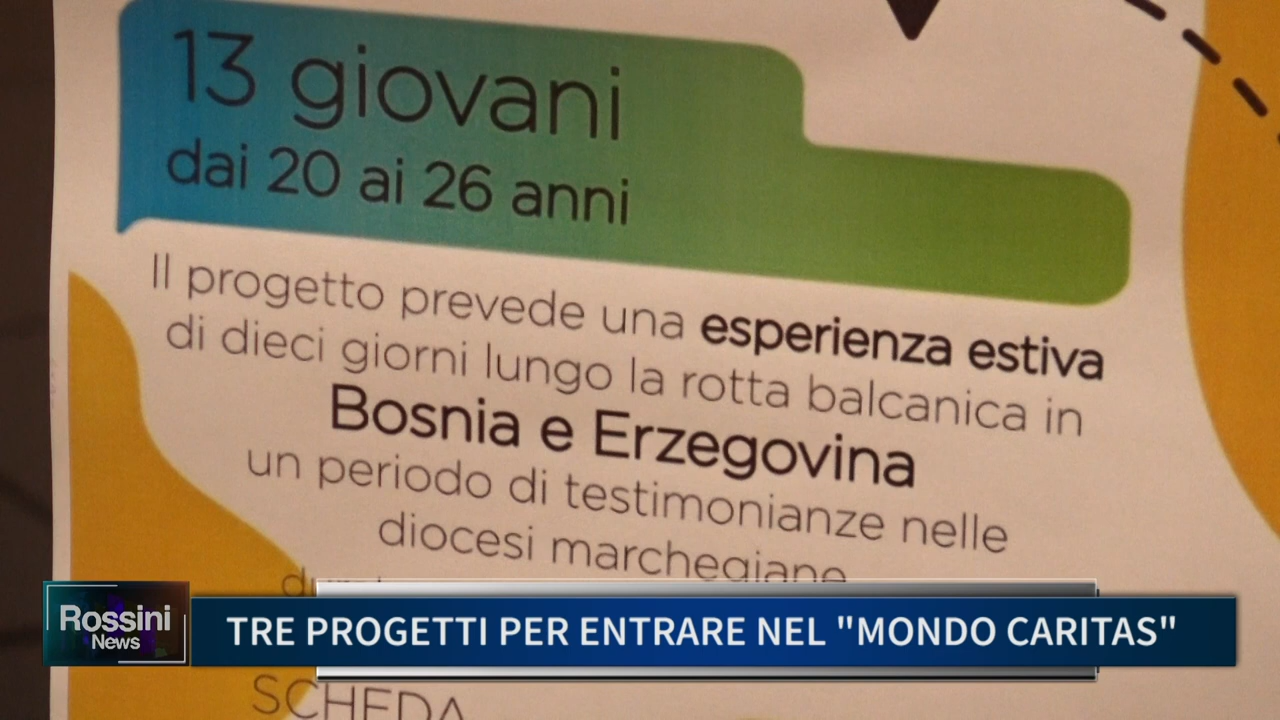 13 giovani
dai 20 ai 26 anni
Il progetto prevede una esperienza estiva
di dieci giorni lungo la rotta balcanica in
Bosnia e Erzegovina
un periodo di testimonianze nelle
diocesi marchegiane
Rossini
News
TRE PROGETTI PER ENTRARE NEL "MONDO CARITAS"
SCHEDA